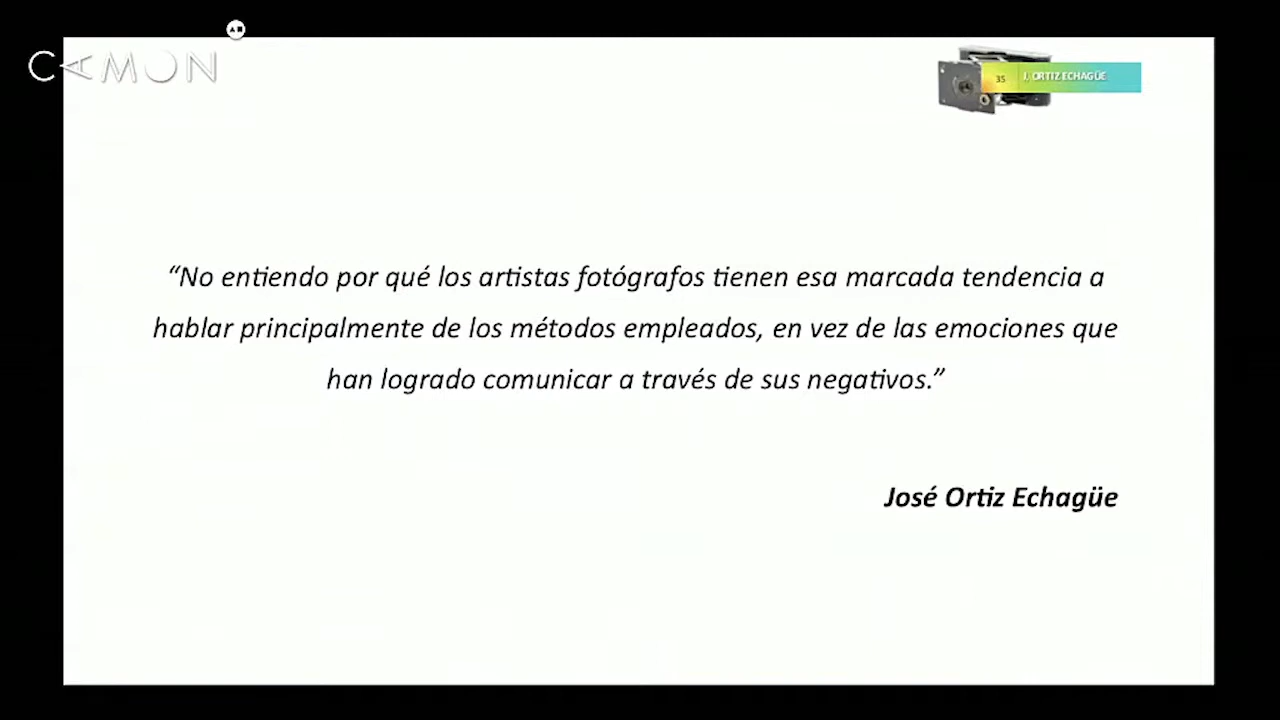 CAMON
35 J. ORTIZ ECHAGÜE
“No entiendo por qué los artistas fotógrafos tienen esa marcada tendencia a
hablar principalmente de los métodos empleados, en vez de las emociones que
han logrado comunicar a través de sus negativos.”
José Ortiz Echagüe